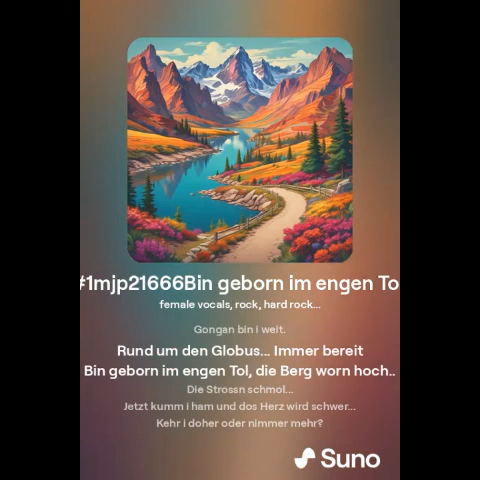 #1mjp21666Bin geborn im engen To
female vocals, rock, hard rock...
Gongan bin i weit.
Rund um den Globus... Immer bereit
Bin geborn im engen Tol, die Berg worn hoch..
Die Strossn schmol...
Jetzt kumm i ham und dos Herz wird schwer...
Kehr i doher oder nimmer mehr?
Suno